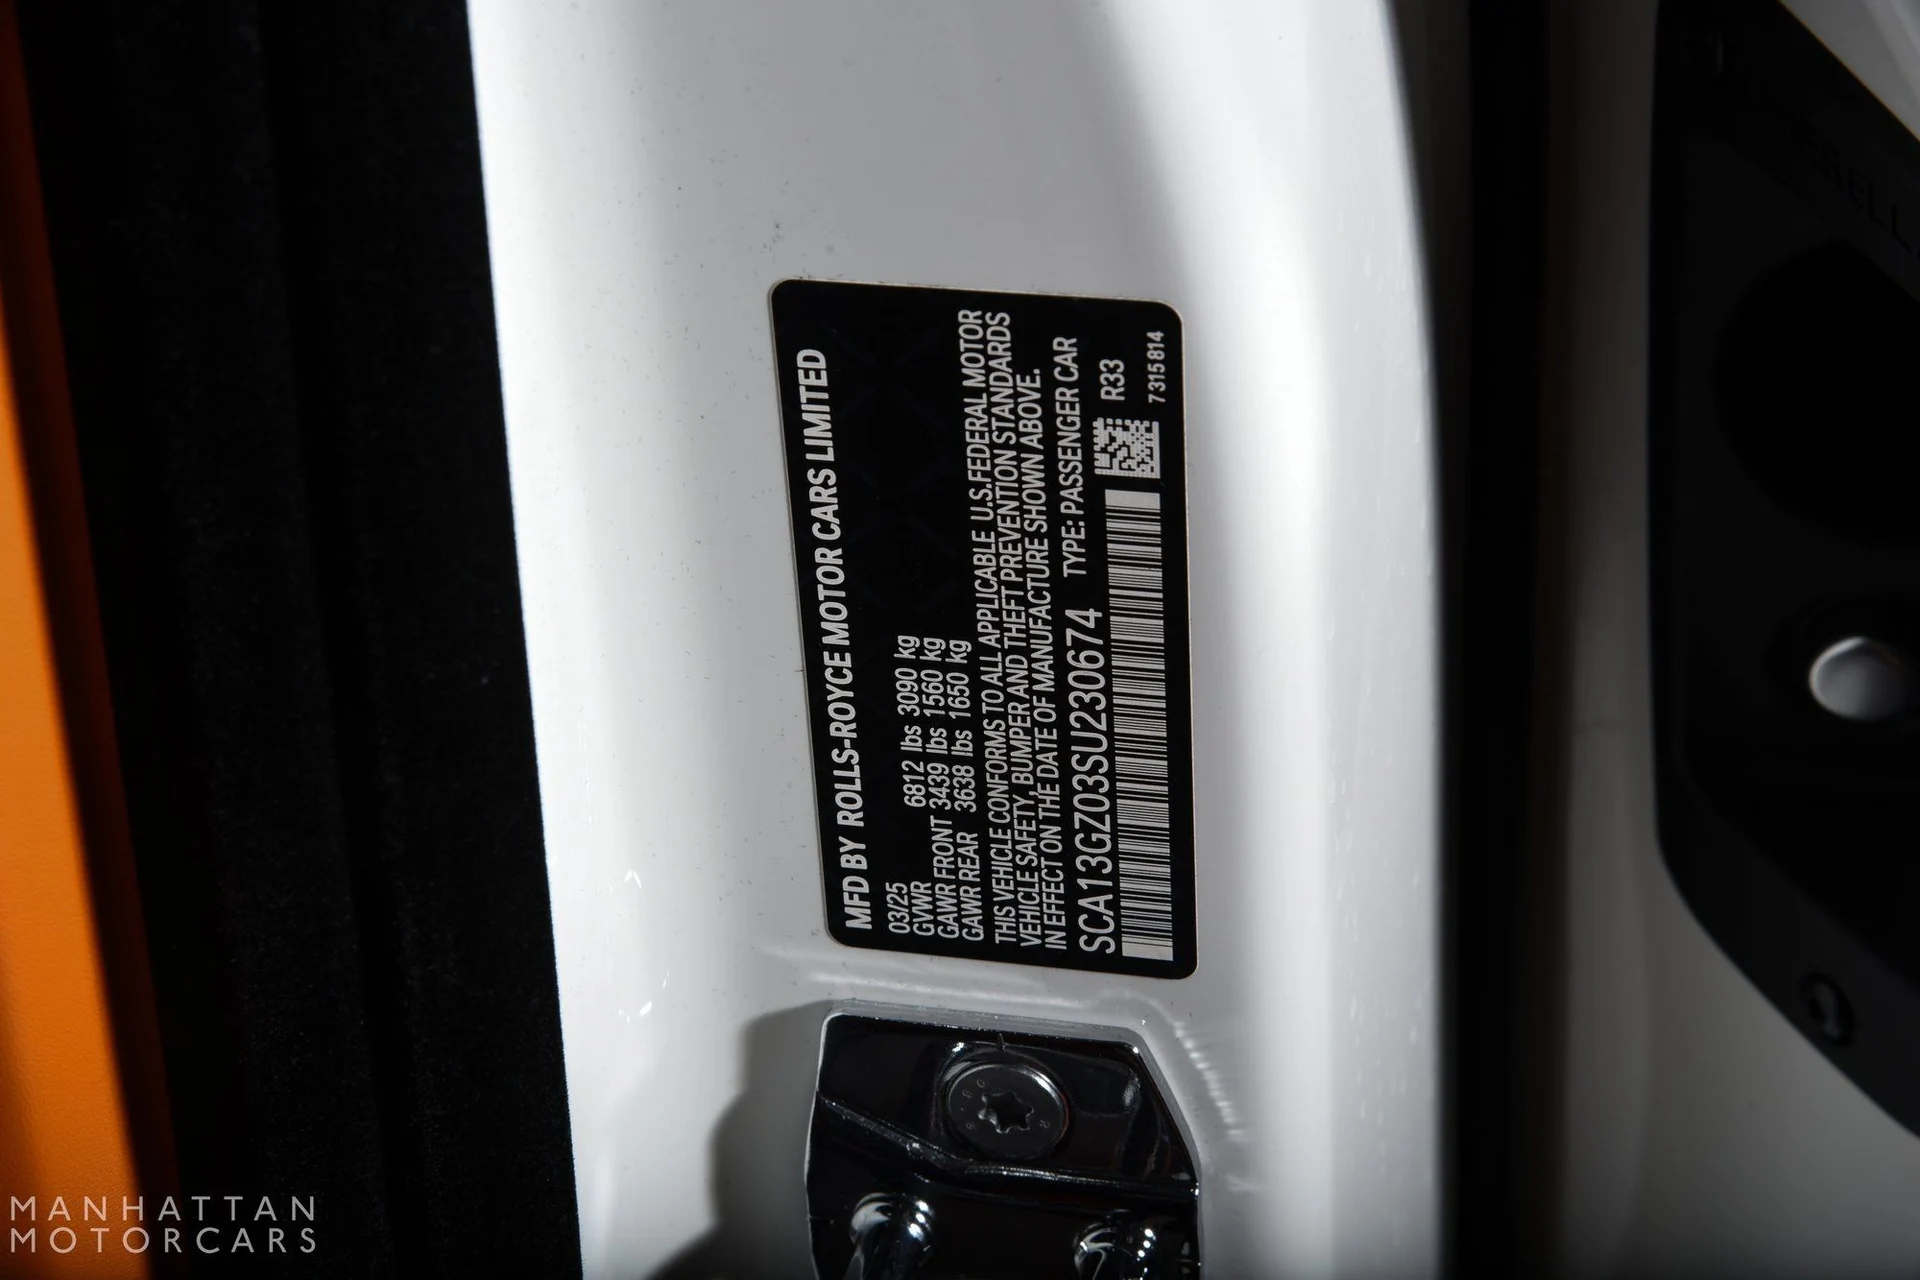 MFD BY ROLLS-ROYCE MOTOR CARS LIMITED
03/25
GVWR 6812 lbs 3090 kg
GAWR FRONT 3439 lbs 1560 kg
GAWR REAR 3638 lbs 1650 kg
THIS VEHICLE CONFORMS TO ALL APPLICABLE U.S.FEDERAL MOTOR
VEHICLE SAFETY, BUMPER AND THEFT PREVENTION STANDARDS
IN EFFECT ON THE DATE OF MANUFACTURE SHOWN ABOVE.
SCA13GZ03SU230674 TYPE: PASSENGER CAR
R33
7315814
MANHATTAN
MOTORCARS